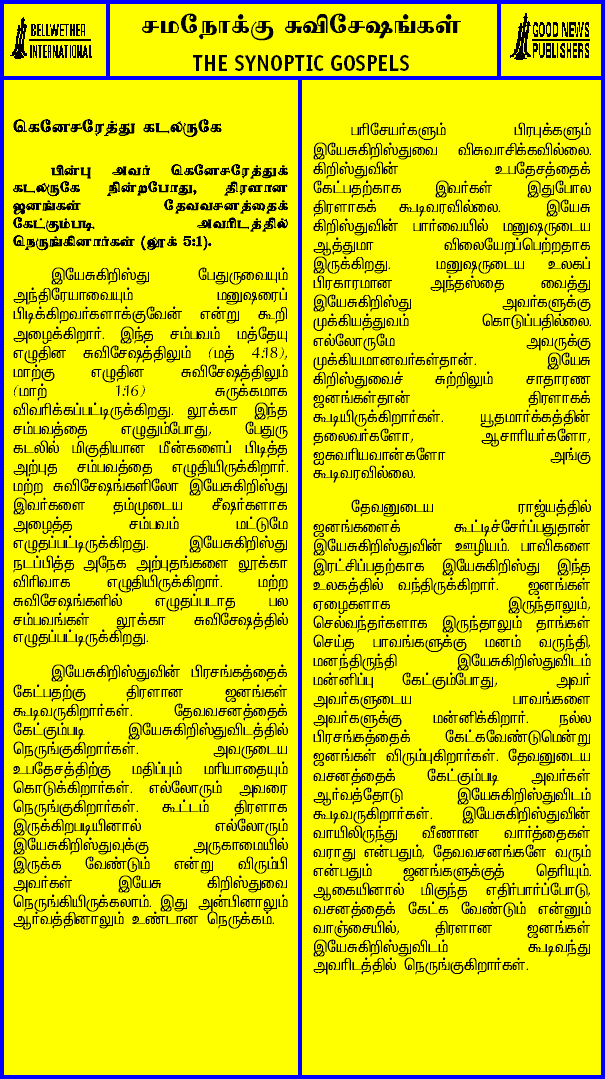 BELLWETHER
INTERNATIONAL
சமநோக்கு சுவிசேஷங்கள்
THE SYNOPTIC GOSPELS
GOOD NEWS
PUBLISHERS
கெனேசரேத்து கடலருகே
பின்பு அவர் கெனேசரேத்துக்
கடலருகே நின்றபோது, திரளான
ஜனங்கள் தேவவசனத்தைக்
கேட்கும்படி அவரிடத்தில்
நெருங்கினார்கள் (லூக் 5:1).
இயேசுகிறிஸ்து பேதுருவையும்
அந்திரேயாவையும் மனுஷரைப்
பிடிக்கிறவர்களாக்குவேன் என்று கூறி
அழைக்கிறார். இந்த சம்பவம் மத்தேயு
எழுதின சுவிசேஷத்திலும் (மத் 4:18),
மாற்கு எழுதின சுவிசேஷத்திலும்
(மாற் 1:16) சுருக்கமாக
விவரிக்கப்பட்டிருக்கிறது. லூக்கா இந்த
சம்பவத்தை எழுதும்போது, பேதுரு
கடலில் மிகுதியான மீன்களைப் பிடித்த
அற்புத சம்பவத்தை எழுதியிருக்கிறார்.
மற்ற சுவிசேஷங்களிலோ இயேசுகிறிஸ்து
இவர்களை தம்முடைய சீஷர்களாக
அழைத்த சம்பவம் மட்டுமே
எழுதப்பட்டிருக்கிறது. இயேசுகிறிஸ்து
நடப்பித்த அநேக அற்புதங்களை லூக்கா
விரிவாக எழுதியிருக்கிறார். மற்ற
சுவிசேஷங்களில் எழுதப்படாத பல
சம்பவங்கள் லூக்கா சுவிசேஷத்தில்
எழுதப்பட்டிருக்கிறது.
இயேசுகிறிஸ்துவின் பிரசங்கத்தைக்
கேட்பதற்கு திரளான ஜனங்கள்
கூடிவருகிறார்கள். தேவவசனத்தைக்
கேட்கும்படி இயேசுகிறிஸ்துவிடத்தில்
நெருங்குகிறார்கள். அவருடைய
உபதேசத்திற்கு மதிப்பும் மரியாதையும்
கொடுக்கிறார்கள். எல்லோரும் அவரை
நெருங்குகிறார்கள். கூட்டம் திரளாக
இருக்கிறபடியினால் எல்லோரும்
இயேசுகிறிஸ்துவுக்கு அருகாமையில்
இருக்க வேண்டும் என்று விரும்பி
அவர்கள் இயேசு கிறிஸ்துவை
நெருங்கியிருக்கலாம். இது அன்பினாலும்
ஆர்வத்தினாலும் உண்டான நெருக்கம்.
பரிசேயர்களும் பிரபுக்களும்
இயேசுகிறிஸ்துவை விசுவாசிக்கவில்லை.
கிறிஸ்துவின் உபதேசத்தைக்
கேட்பதற்காக இவர்கள் இதுபோல
திரளாகக் கூடிவரவில்லை. இயேசு
கிறிஸ்துவின் பார்வையில் மனுஷருடைய
ஆத்துமா விலையேறப்பெற்றதாக
இருக்கிறது. மனுஷருடைய உலகப்
பிரகாரமான அந்தஸ்தை வைத்து
இயேசுகிறிஸ்து அவர்களுக்கு
முக்கியத்துவம் கொடுப்பதில்லை.
எல்லோருமே அவருக்கு
முக்கியமானவர்கள்தான். இயேசு
கிறிஸ்துவைச் சுற்றிலும் சாதாரண
ஜனங்கள்தான் திரளாகக்
கூடியிருக்கிறார்கள். யூதமார்க்கத்தின்
தலைவர்களோ, ஆசாரியர்களோ,
ஐசுவரியவான்களோ அங்கு
கூடிவரவில்லை.
தேவனுடைய ராஜ்யத்தில்
ஜனங்களைக் கூட்டிச்சேர்ப்பதுதான்
இயேசுகிறிஸ்துவின் ஊழியம். பாவிகளை
இரட்சிப்பதற்காக இயேசுகிறிஸ்து இந்த
உலகத்தில் வந்திருக்கிறார். ஜனங்கள்
ஏழைகளாக இருந்தாலும்,
செல்வந்தர்களாக இருந்தாலும் தாங்கள்
செய்த பாவங்களுக்கு மனம் வருந்தி,
மனந்திருந்தி இயேசுகிறிஸ்துவிடம்
மன்னிப்பு கேட்கும்போது, அவர்
அவர்களுடைய பாவங்களை
அவர்களுக்கு மன்னிக்கிறார். நல்ல
பிரசங்கத்தைக் கேட்கவேண்டுமென்று
ஜனங்கள் விரும்புகிறார்கள். தேவனுடைய
வசனத்தைக் கேட்கும்படி அவர்கள்
ஆர்வத்தோடு இயேசுகிறிஸ்துவிடம்
கூடிவருகிறார்கள். இயேசுகிறிஸ்துவின்
வாயிலிருந்து வீணான வார்த்தைகள்
வராது என்பதும், தேவவசனங்களே வரும்
என்பதும் ஜனங்களுக்குத் தெரியும்.
ஆகையினால் மிகுந்த எதிர்பார்ப்போடு,
வசனத்தைக் கேட்க வேண்டும் என்னும்
வாஞ்சையில், திரளான ஜனங்கள்
இயேசுகிறிஸ்துவிடம் கூடிவந்து
அவரிடத்தில் நெருங்குகிறார்கள்.